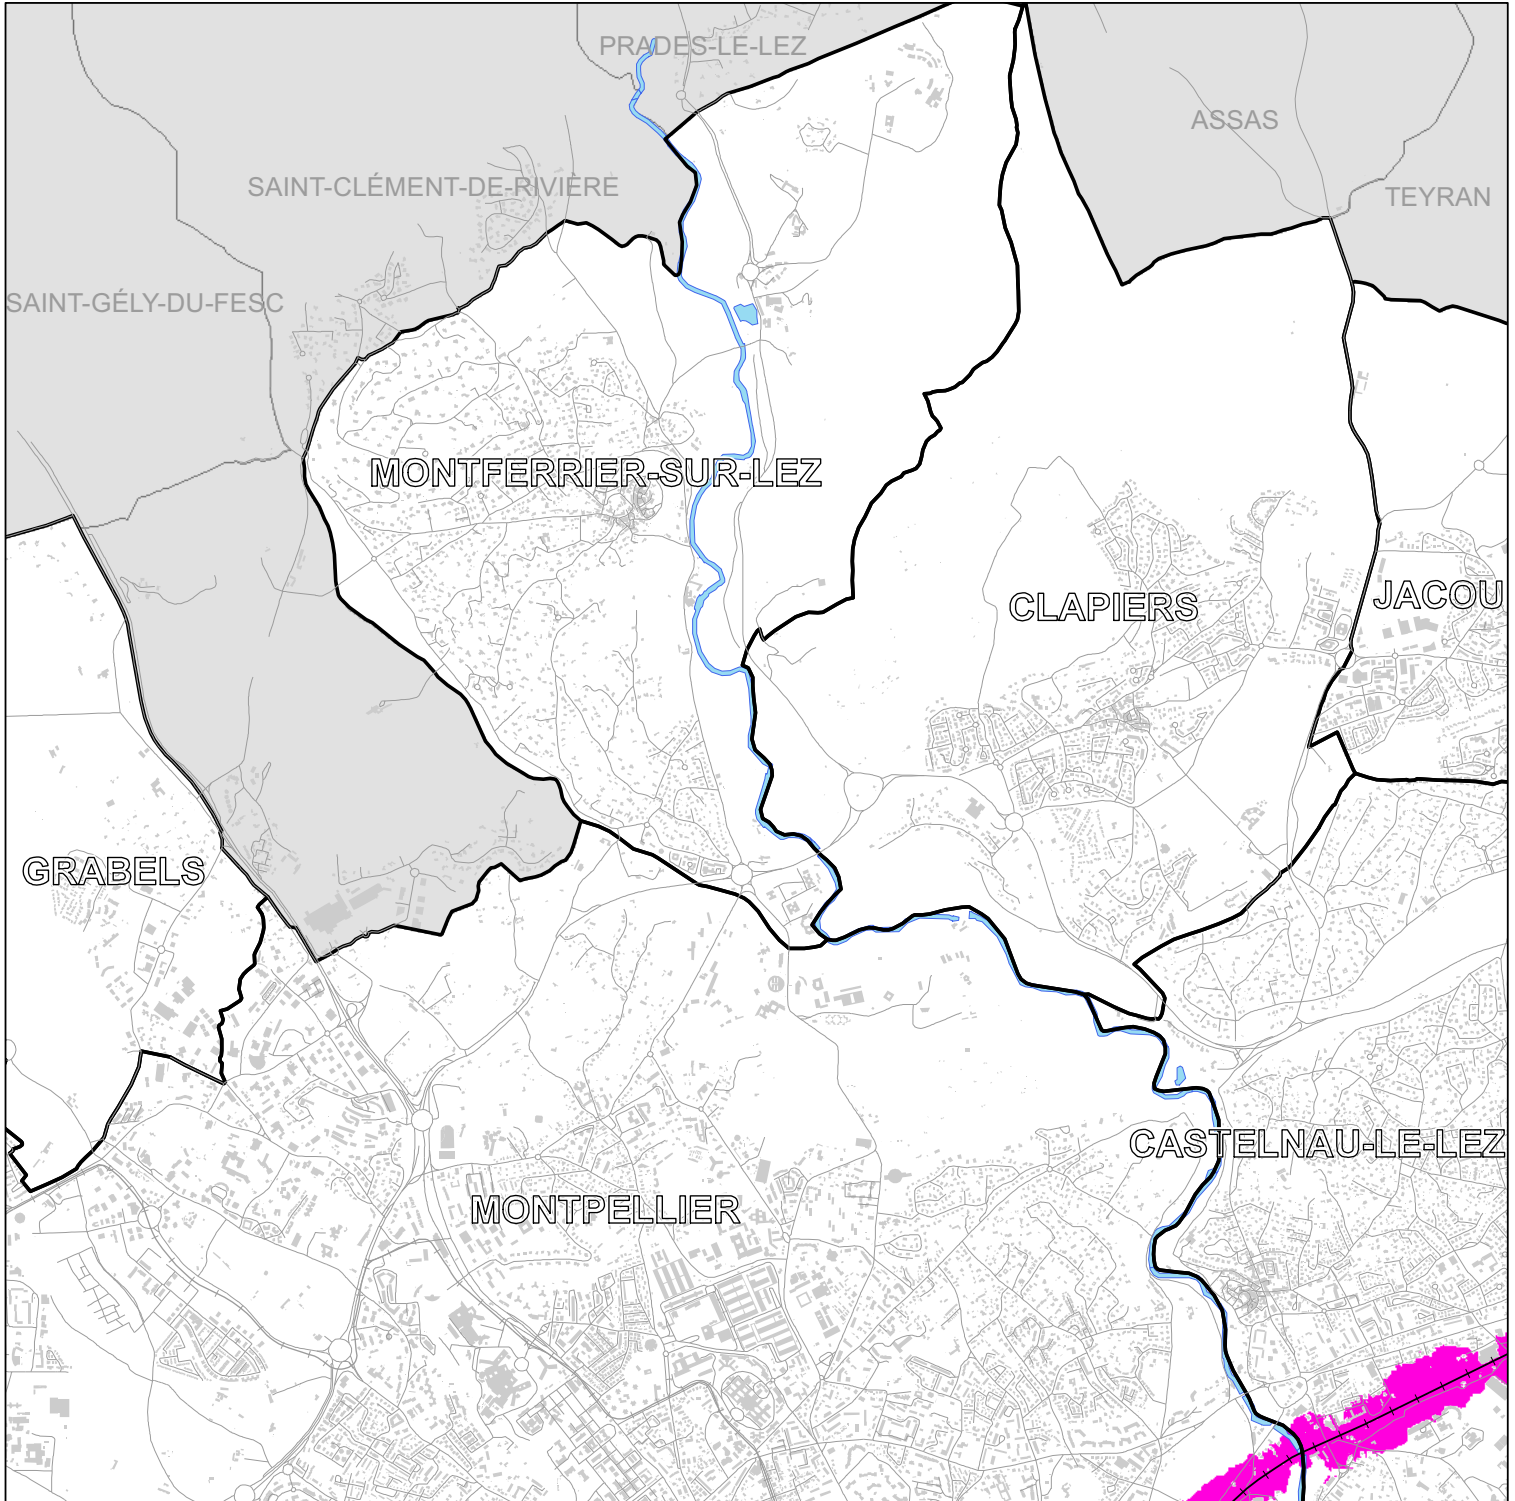 PRADES-LE-LEZ
ASSAS
SAINT-CLÉMENT-DE-RIVIÈRE
TEYRAN
SAINT-GÉLY-DU-FESC
MONTFERRIER-SUR-LEZ
CLAPIERS
JACOU
GRABELS
CASTELNAU-LE-LEZ
MONTPELLIER